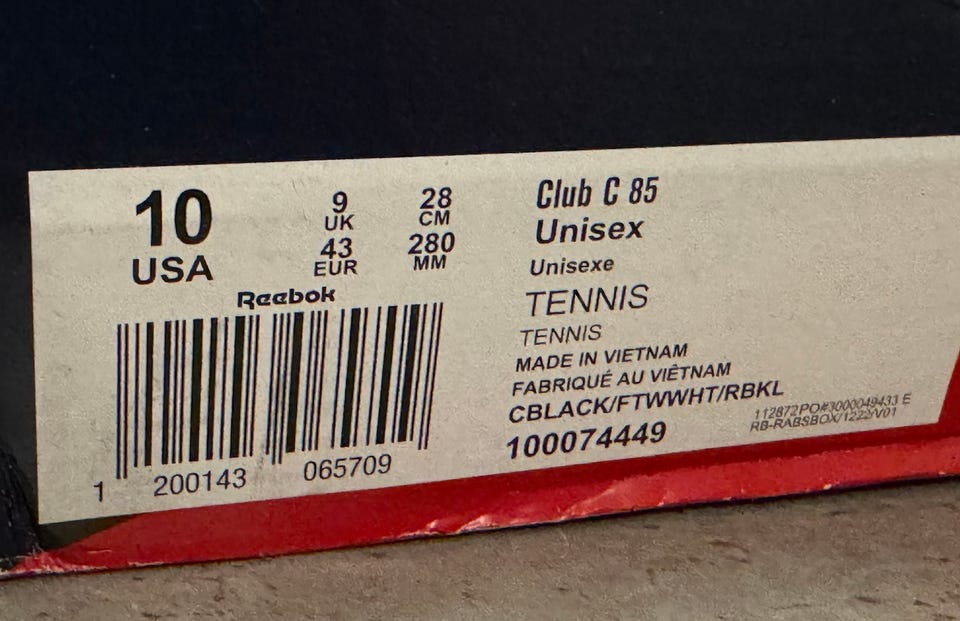 10
USA
9
UK
43
EUR
28
CM
280
MM
Reebok
1 200143 065709
Club C 85
Unisex
Unisexe
TENNIS
TENNIS
MADE IN VIETNAM
FABRIQUÉ AU VIÊTNAM
CBLACK/FTWWHT/RBKL
100074449
112872PO#3000049433 E
RB-RABSBOX/1222/V01